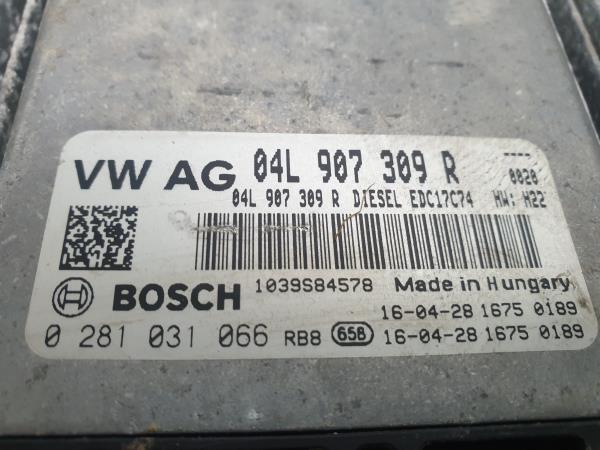 VW AG 04L 907 309 R ----
04L 907 309 R DIESEL EDC17C74 0020
HW: H22
1039S84578 Made in Hungary
BOSCH 16-04-28 1675 0189
0 281 031 066 RB8 65B 16-04-28 1675 0189